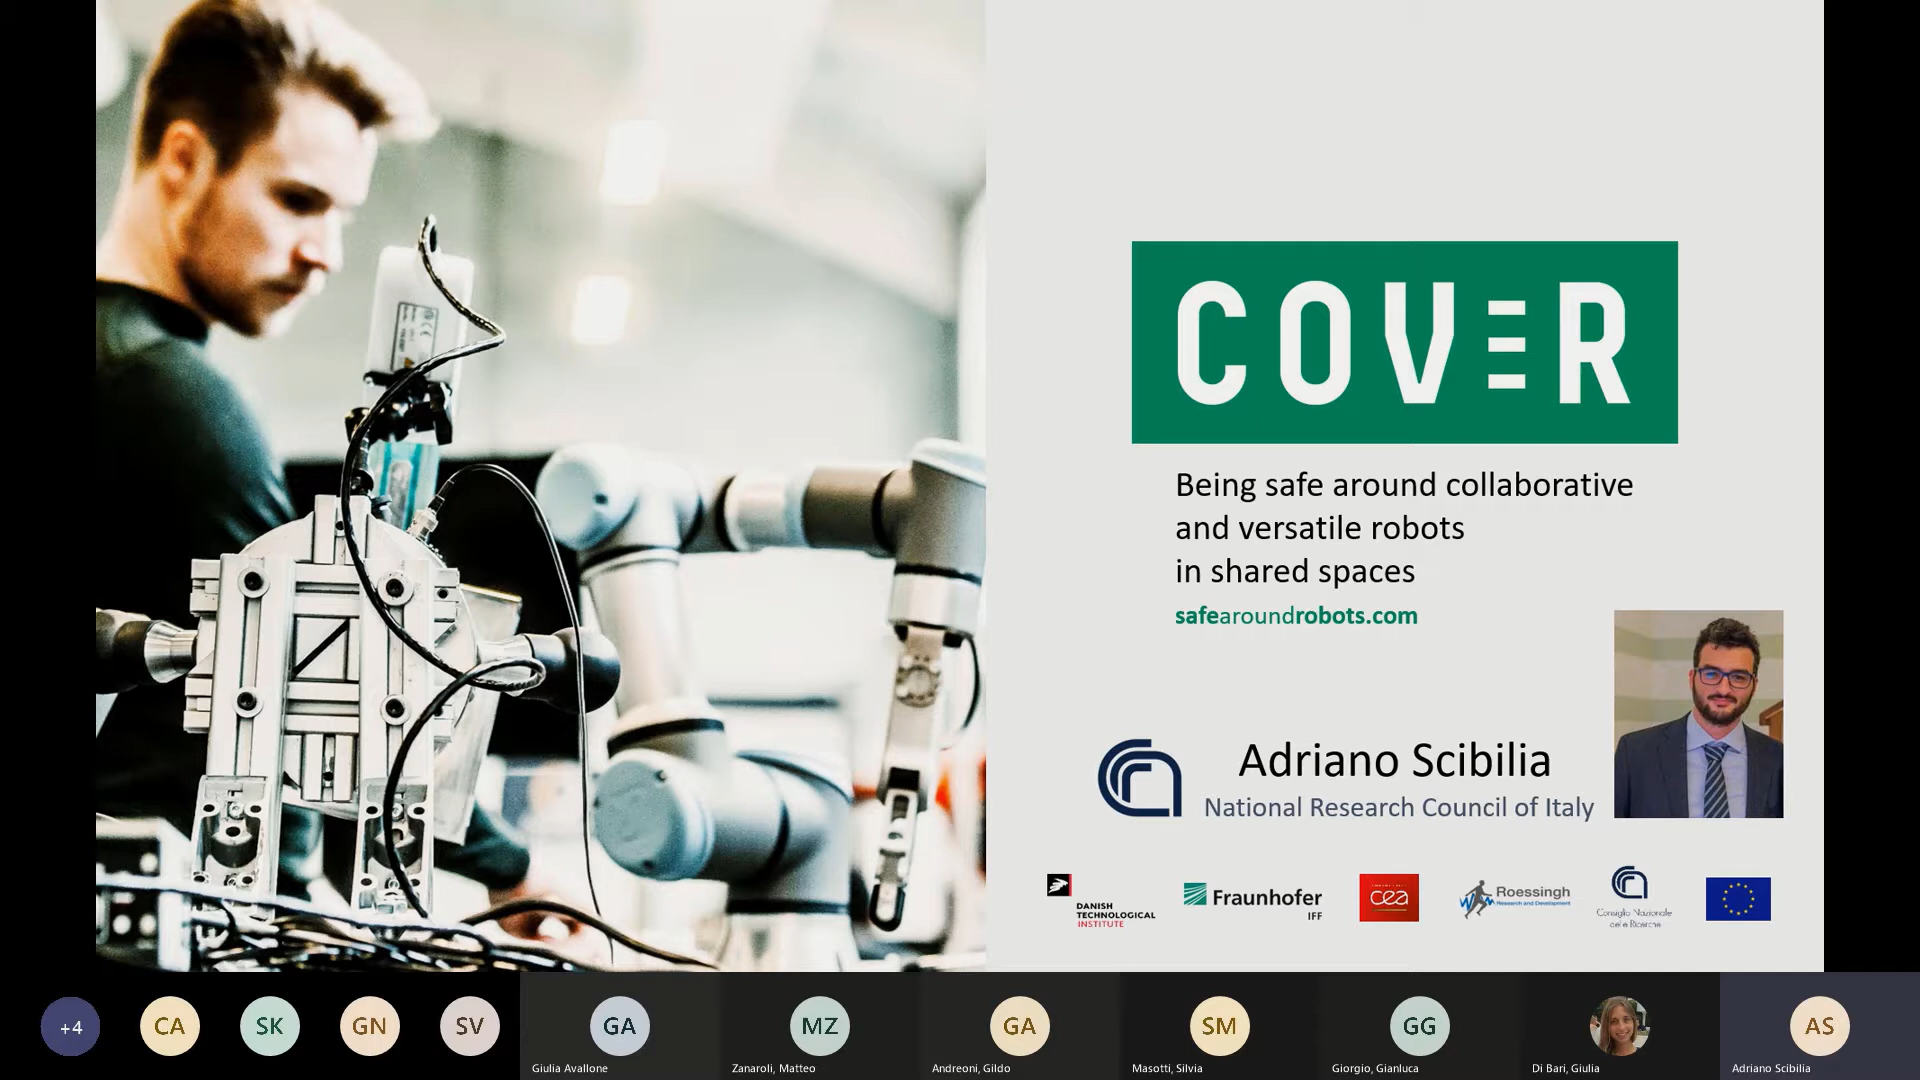 COVER
Being safe around collaborative
and versatile robots
in shared spaces
safearoundrobots.com
Adriano Scibilia
National Research Council of Italy
DANISH
TECHNOLOGICAL
INSTITUTE
Fraunhofer
IFF
cea
Roessingh
Research and Development
Consiglio Nazionale
delle Ricerche
+4
CA
SK
GN
SV
GA
MZ
GA
SM
GG
AS
Giulia Avallone
Zanaroli, Matteo
Andreoni, Gildo
Masotti, Silvia
Giorgio, Gianluca
Di Bari, Giulia
Adriano Scibilia